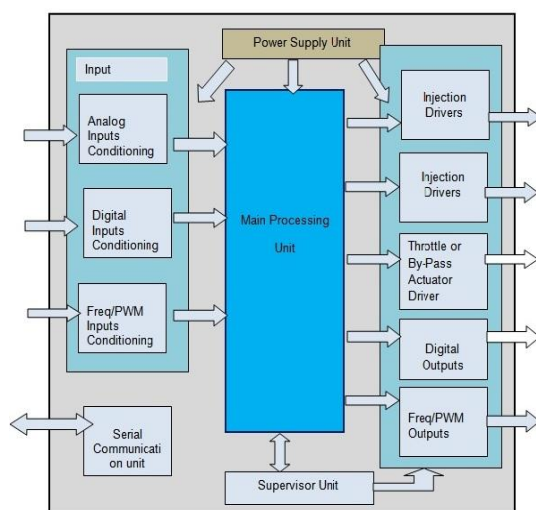 Power Supply Unit
Input
Analog
Inputs
Conditioning
Digital
Inputs
Conditioning
Freq/PWM
Inputs
Conditioning
Serial
Communicati
on unit
Main Processing
Unit
Supervisor Unit
Injection
Drivers
Injection
Drivers
Throttle or
By-Pass
Actuator
Driver
Digital
Outputs
Freq/PWM
Outputs